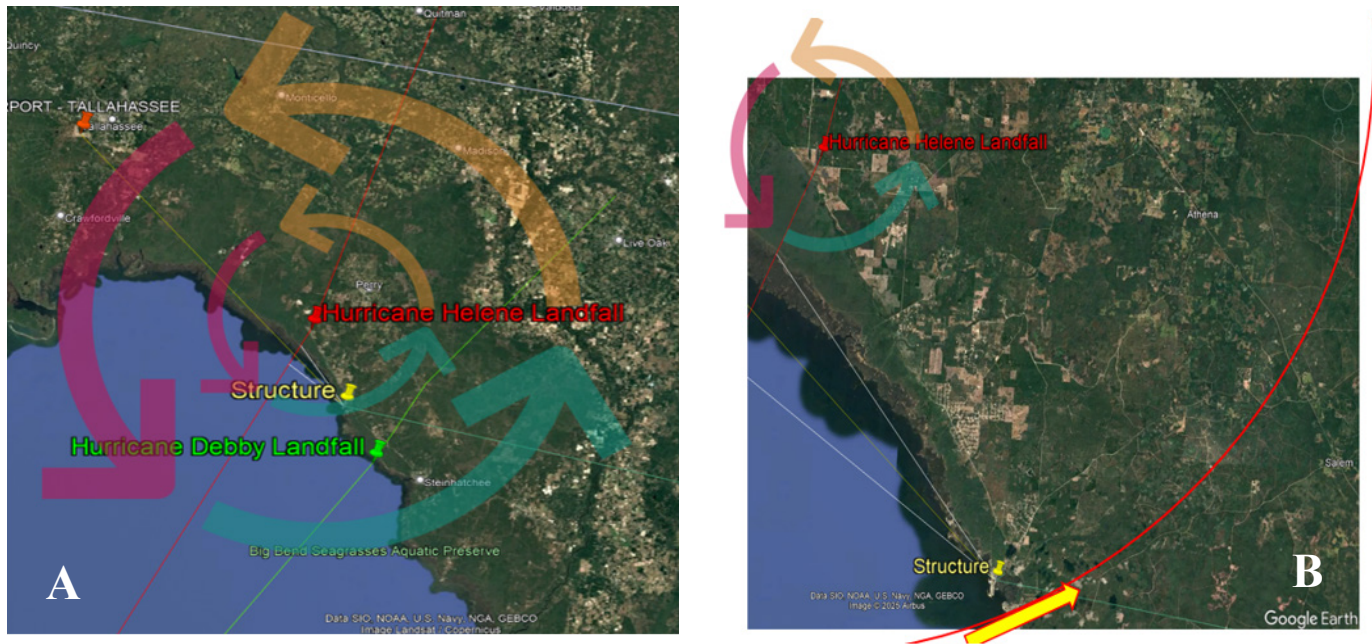 Quitman
Quincy
RPORT - TALLAHASSEE
Tallahassee
Monticello
Madison
Crawfordville
Live Oak
Perry
Hurricane Helene Landfall
Structure
Hurricane Debby Landfall
Steinhatchee
Big Bend Seagrasses Aquatic Preserve
A
Data SIO, NOAA, U.S. Navy, NGA, GEBCO
Image Landsat / Copernicus
Hurricane Helene Landfall
Athena
Salem
Structure
Data SIO, NOAA, U.S. Navy, NGA, GEBCO
Image © 2025 Airbus
B
Google Earth